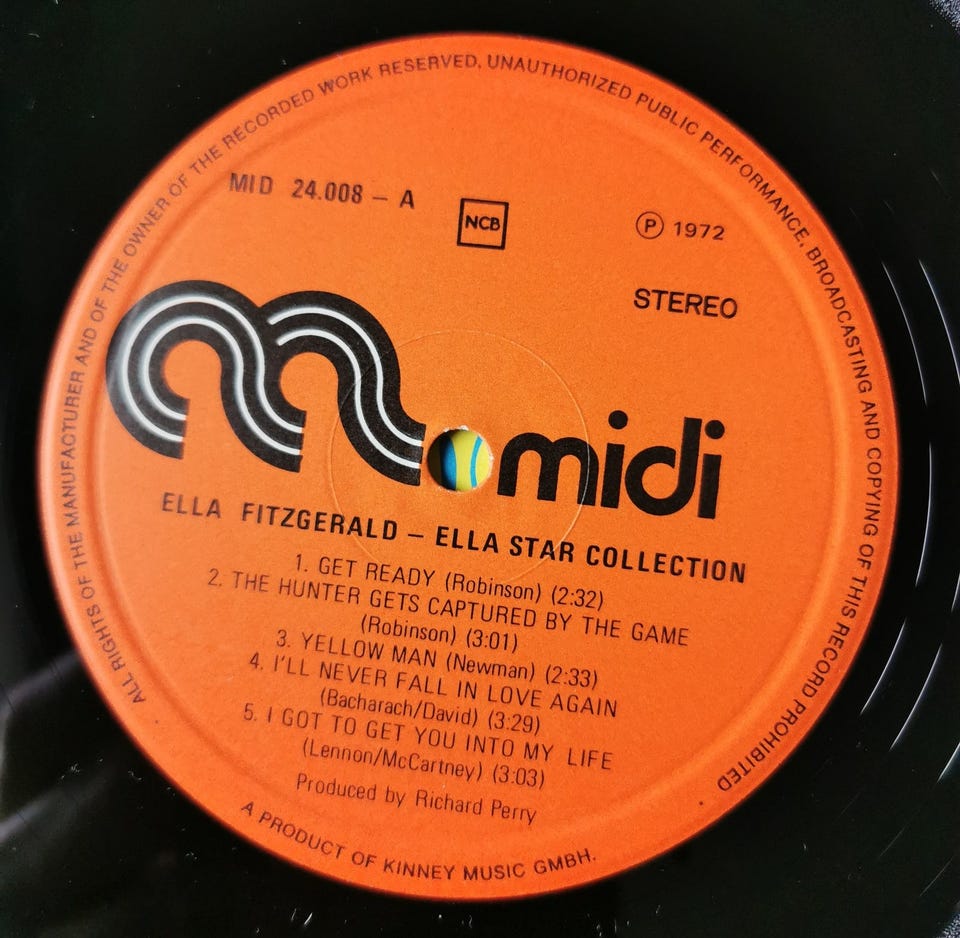 ALL RIGHTS OF THE MANUFACTURER AND OF THE OWNER OF THE RECORDED WORK RESERVED, UNAUTHORIZED PUBLIC PERFORMANCE, BROADCASTING AND COPYING OF THIS RECORD PROHIBITED
MID 24.008 – A
NCB
Ⓟ 1972
STEREO
midi
ELLA FITZGERALD – ELLA STAR COLLECTION
1. GET READY (Robinson) (2:32)
2. THE HUNTER GETS CAPTURED BY THE GAME
(Robinson) (3:01)
3. YELLOW MAN (Newman) (2:33)
4. I'LL NEVER FALL IN LOVE AGAIN
(Bacharach/David) (3:29)
5. I GOT TO GET YOU INTO MY LIFE
(Lennon/McCartney) (3:03)
Produced by Richard Perry
A PRODUCT OF KINNEY MUSIC GMBH.